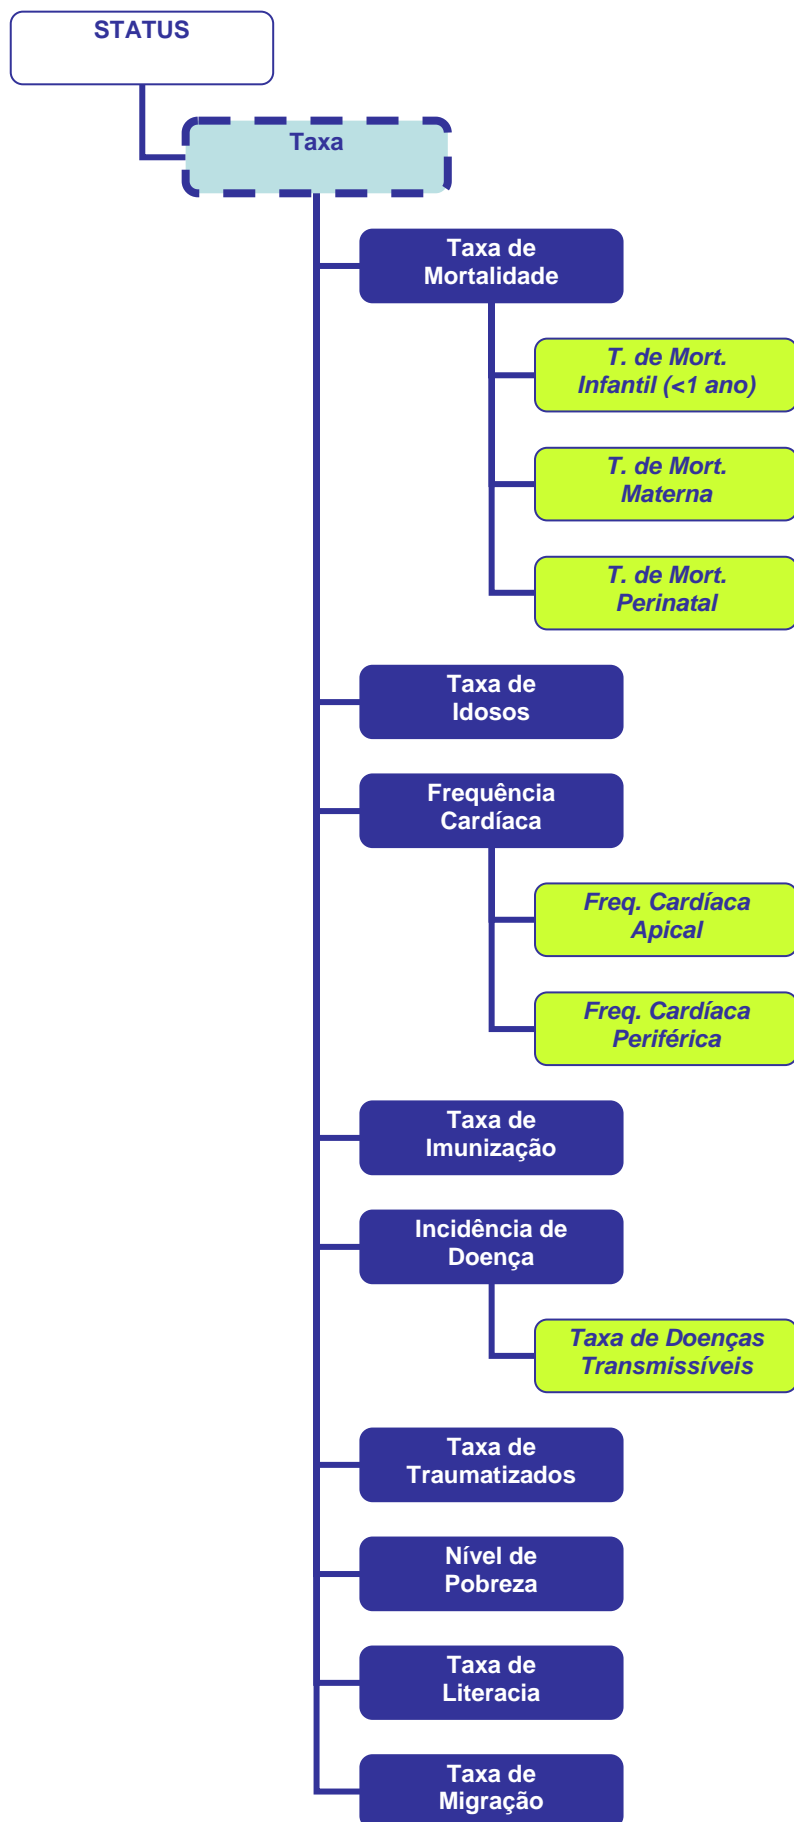 STATUS
Taxa
Taxa de
Mortalidade
T. de Mort.
Infantil (<1 ano)
T. de Mort.
Materna
T. de Mort.
Perinatal
Taxa de
Idosos
Frequência
Cardíaca
Freq. Cardíaca
Apical
Freq. Cardíaca
Periférica
Taxa de
Imunização
Incidência de
Doença
Taxa de Doenças
Transmissíveis
Taxa de
Traumatizados
Nível de
Pobreza
Taxa de
Literacia
Taxa de
Migração